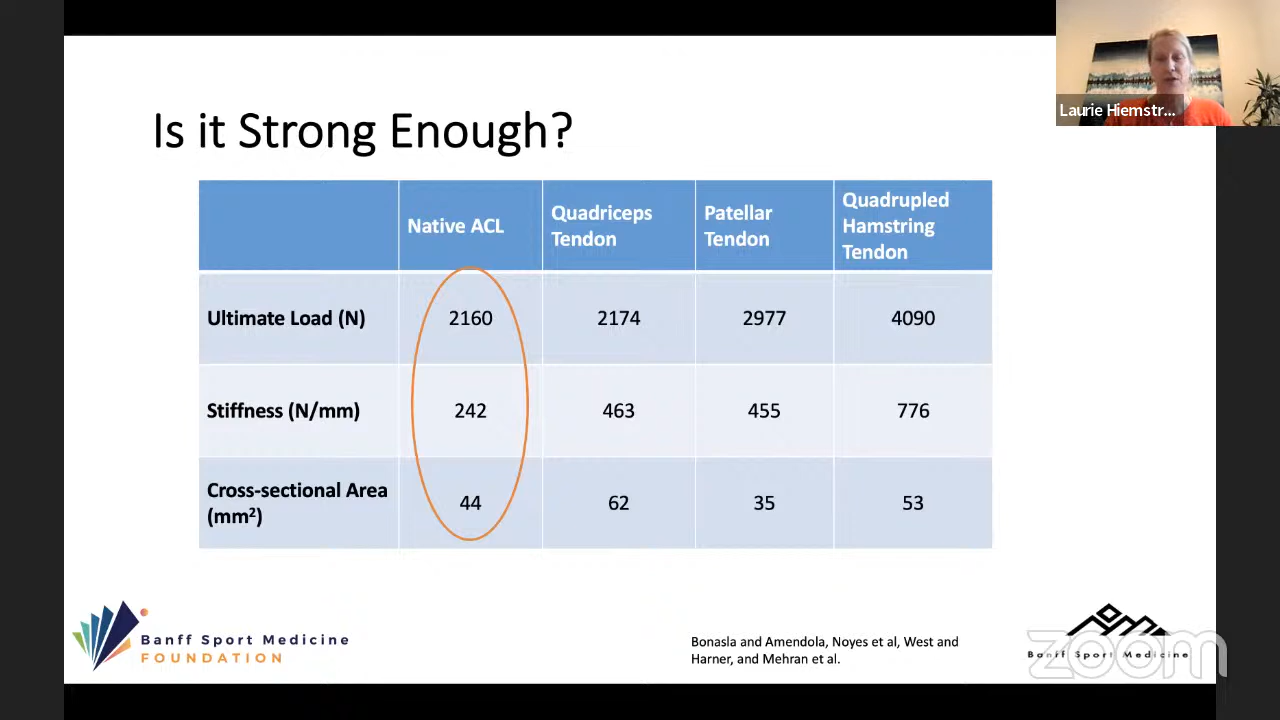 Laurie Hiemstr...
Is it Strong Enough?
Native ACL
Quadriceps
Tendon
Patellar
Tendon
Quadrupled
Hamstring
Tendon
Ultimate Load (N)
2160
2174
2977
4090
Stiffness (N/mm)
242
463
455
776
Cross-sectional Area
(mm²)
44
62
35
53
Banff Sport Medicine
FOUNDATION
Bonasla and Amendola, Noyes et al, West and
Harner, and Mehran et al.
Banff Sport Medicine
zoom